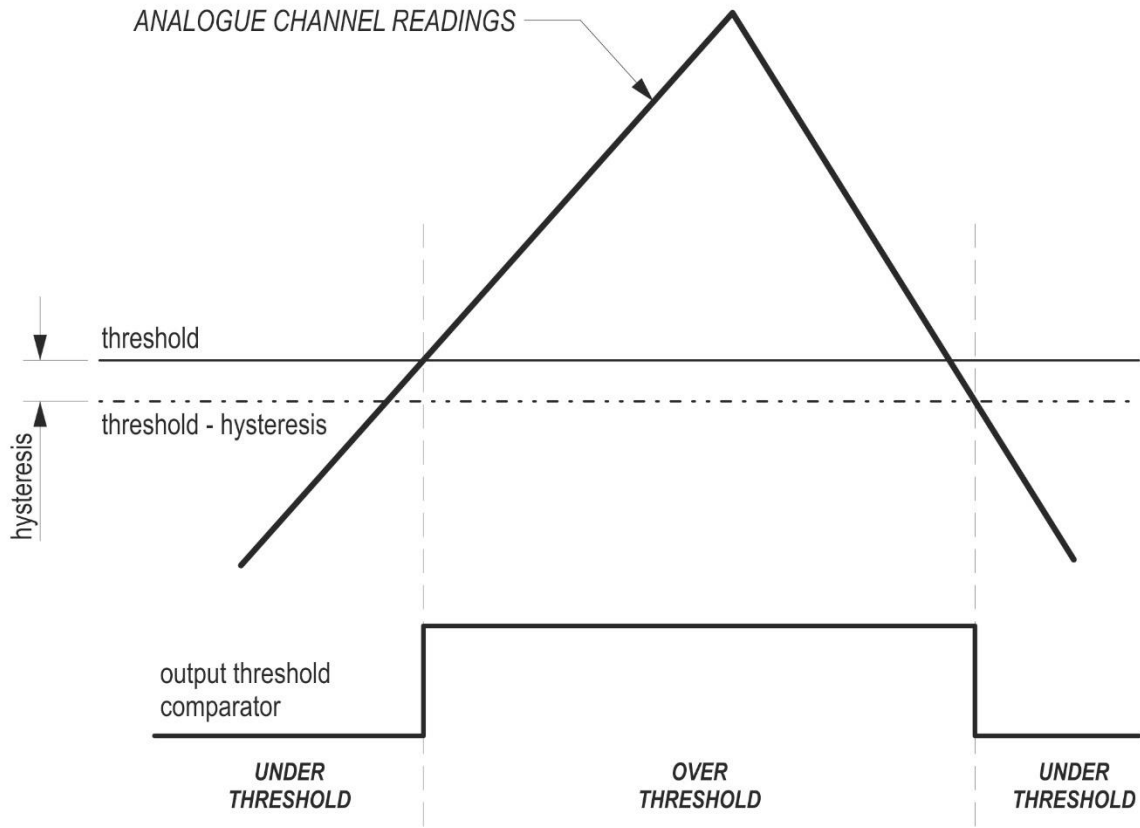 ANALOGUE CHANNEL READINGS
threshold
threshold - hysteresis
hysteresis
output threshold
comparator
UNDER
THRESHOLD
OVER
THRESHOLD
UNDER
THRESHOLD